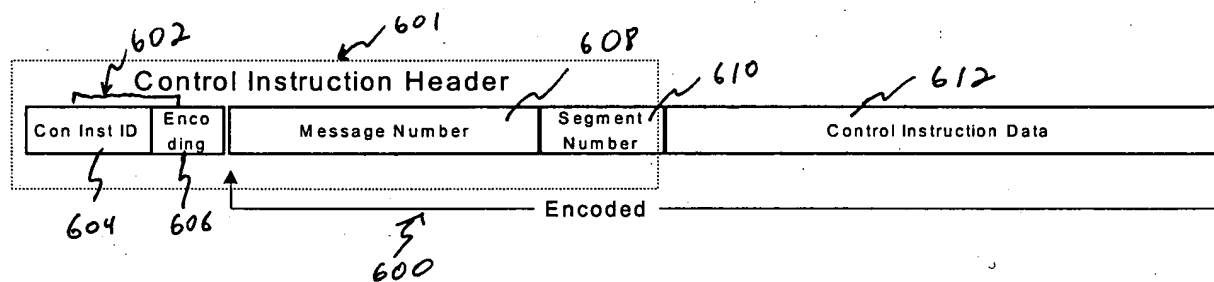 602
601
608
610
612
Control Instruction Header
Con Inst ID
Enco
ding
Message Number
Segment
Number
Control Instruction Data
604
606
Encoded
600